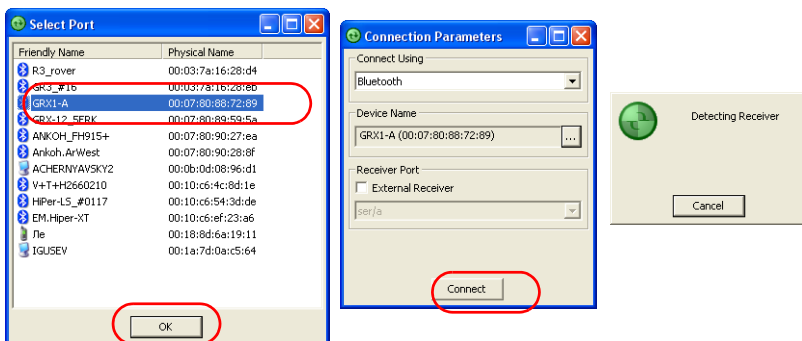 Select Port
Friendly Name Physical Name
R3_rover 00:03:7a:16:28:d4
GR3_#16 00:03:7a:16:28:eb
GRX1-A 00:07:80:88:72:89
GRX-12_5ERK 00:07:80:89:59:5a
ANKOH_FH915+ 00:07:80:90:27:ea
Ankoh.ArWest 00:07:80:90:28:8f
ACHERNYAVSKY2 00:0b:0d:08:96:d1
V+T+H2660210 00:10:c6:4c:8d:1e
HiPer-LS_#0117 00:10:c6:54:3d:de
EM.Hiper-XT 00:10:c6:ef:23:a6
Ле 00:18:8d:6a:19:11
IGUSEV 00:1a:7d:0a:c5:64
OK
Connection Parameters
Connect Using
Bluetooth
Device Name
GRX1-A (00:07:80:88:72:89)
...
Receiver Port
External Receiver
ser/a
Connect
Detecting Receiver
Cancel